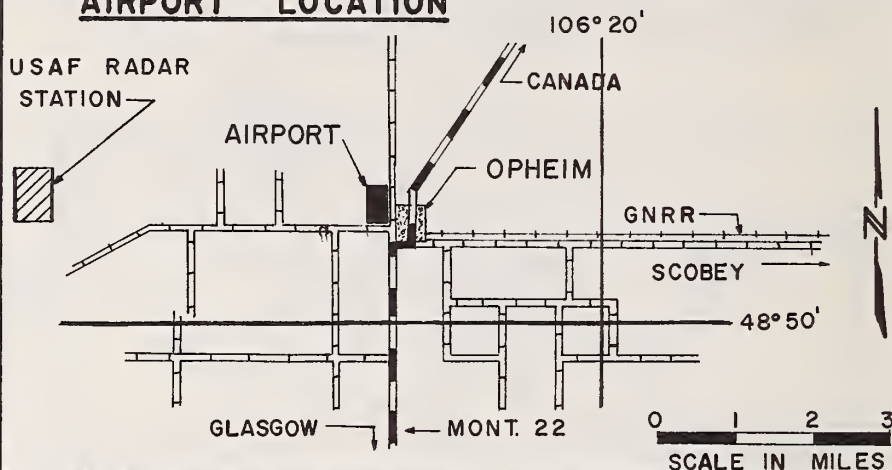 AIRPORT LOCATION
106° 20'
USAF RADAR
STATION
CANADA
AIRPORT
OPHEIM
GNRR
N
SCOBEY
48° 50'
GLASGOW
MONT. 22
0 1 2 3
SCALE IN MILES